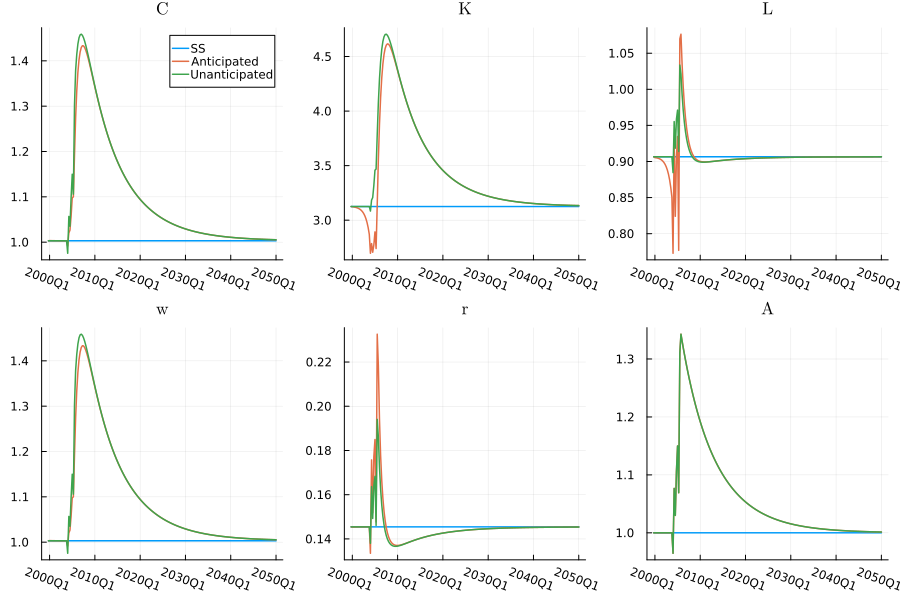 C
K
L
SS
Anticipated
Unanticipated
1.4
1.3
1.2
1.1
1.0
4.5
4.0
3.5
3.0
1.05
1.00
0.95
0.90
0.85
0.80
2000Q1 2010Q1 2020Q1 2030Q1 2040Q1 2050Q1
2000Q1 2010Q1 2020Q1 2030Q1 2040Q1 2050Q1
2000Q1 2010Q1 2020Q1 2030Q1 2040Q1 2050Q1
w
r
A
1.4
1.3
1.2
1.1
1.0
0.22
0.20
0.18
0.16
0.14
1.3
1.2
1.1
1.0
2000Q1 2010Q1 2020Q1 2030Q1 2040Q1 2050Q1
2000Q1 2010Q1 2020Q1 2030Q1 2040Q1 2050Q1
2000Q1 2010Q1 2020Q1 2030Q1 2040Q1 2050Q1